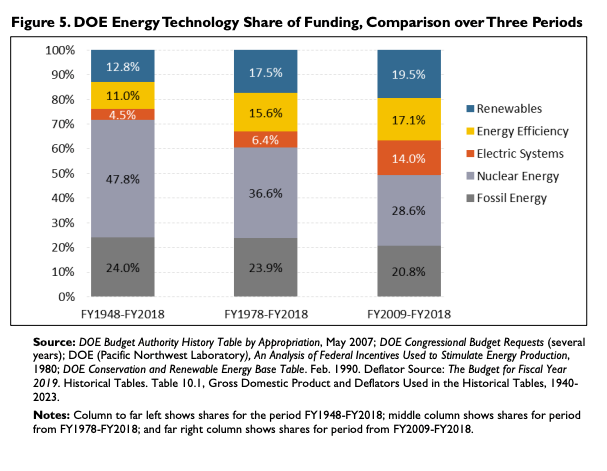 Figure 5. DOE Energy Technology Share of Funding, Comparison over Three Periods
100%
90%
80%
70%
60%
50%
40%
30%
20%
10%
0%
12.8%
11.0%
4.5%
47.8%
24.0%
17.5%
15.6%
6.4%
36.6%
23.9%
19.5%
17.1%
14.0%
28.6%
20.8%
FY1948-FY2018
FY1978-FY2018
FY2009-FY2018
Renewables
Energy Efficiency
Electric Systems
Nuclear Energy
Fossil Energy
Source: DOE Budget Authority History Table by Appropriation, May 2007; DOE Congressional Budget Requests (several
years); DOE (Pacific Northwest Laboratory), An Analysis of Federal Incentives Used to Stimulate Energy Production,
1980; DOE Conservation and Renewable Energy Base Table. Feb. 1990. Deflator Source: The Budget for Fiscal Year
2019. Historical Tables. Table 10.1, Gross Domestic Product and Deflators Used in the Historical Tables, 1940-
2023.
Notes: Column to far left shows shares for the period FY1948-FY2018; middle column shows shares for period
from FY1978-FY2018; and far right column shows shares for period from FY2009-FY2018.